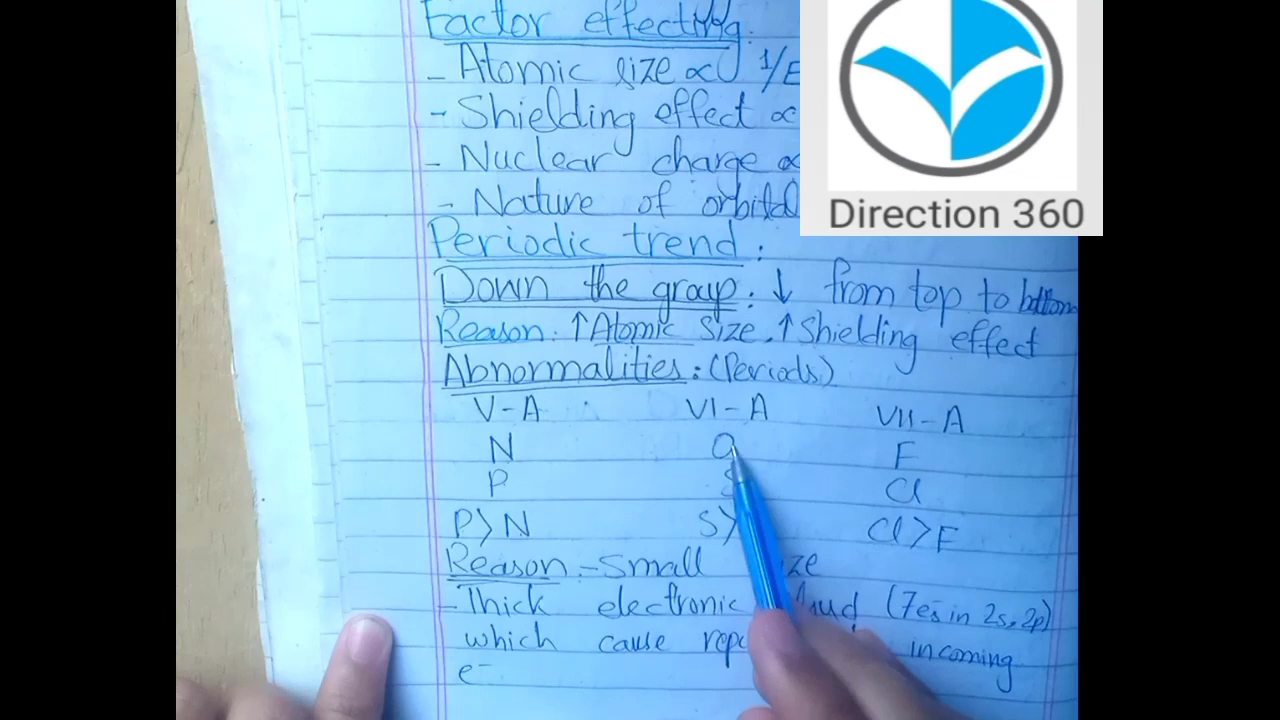 Factor effecting
- Atomic size ∝ 1/E
- Shielding effect ∝
- Nuclear charge ∝
- Nature of orbital
Direction 360
Periodic trend:
Down the group: ↓ from top to bottom
Reason: ↑ Atomic size, ↑ Shielding effect
Abnormalities: (Periods)
V-A VI-A VII-A
N O F
P S Cl
P>N S> Cl>F
Reason:- Small
- Thick electronic (7es in 2s, 2p)
which cause incoming
e-